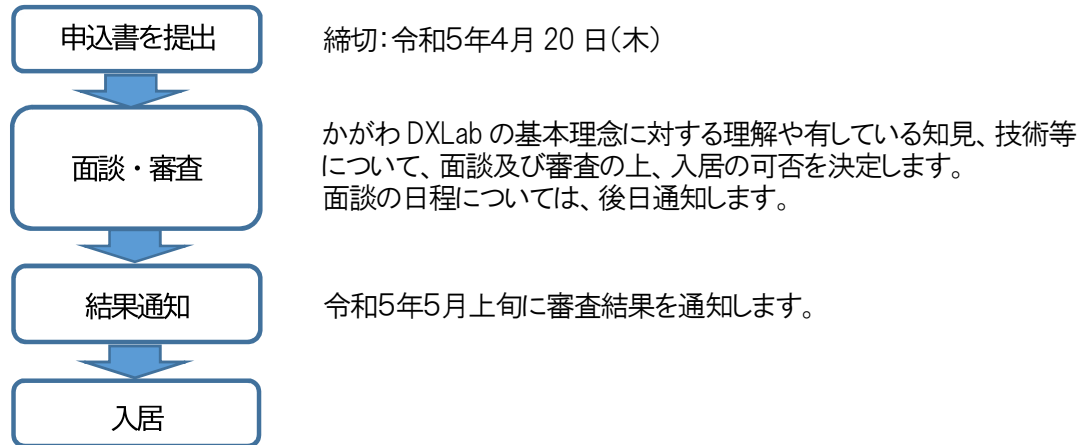 申込書を提出
締切：令和5年4月 20 日（木）
面談・審査
かがわ DXLab の基本理念に対する理解や有している知見、技術等
について、面談及び審査の上、入居の可否を決定します。
面談の日程については、後日通知します。
結果通知
令和5年5月上旬に審査結果を通知します。
入居